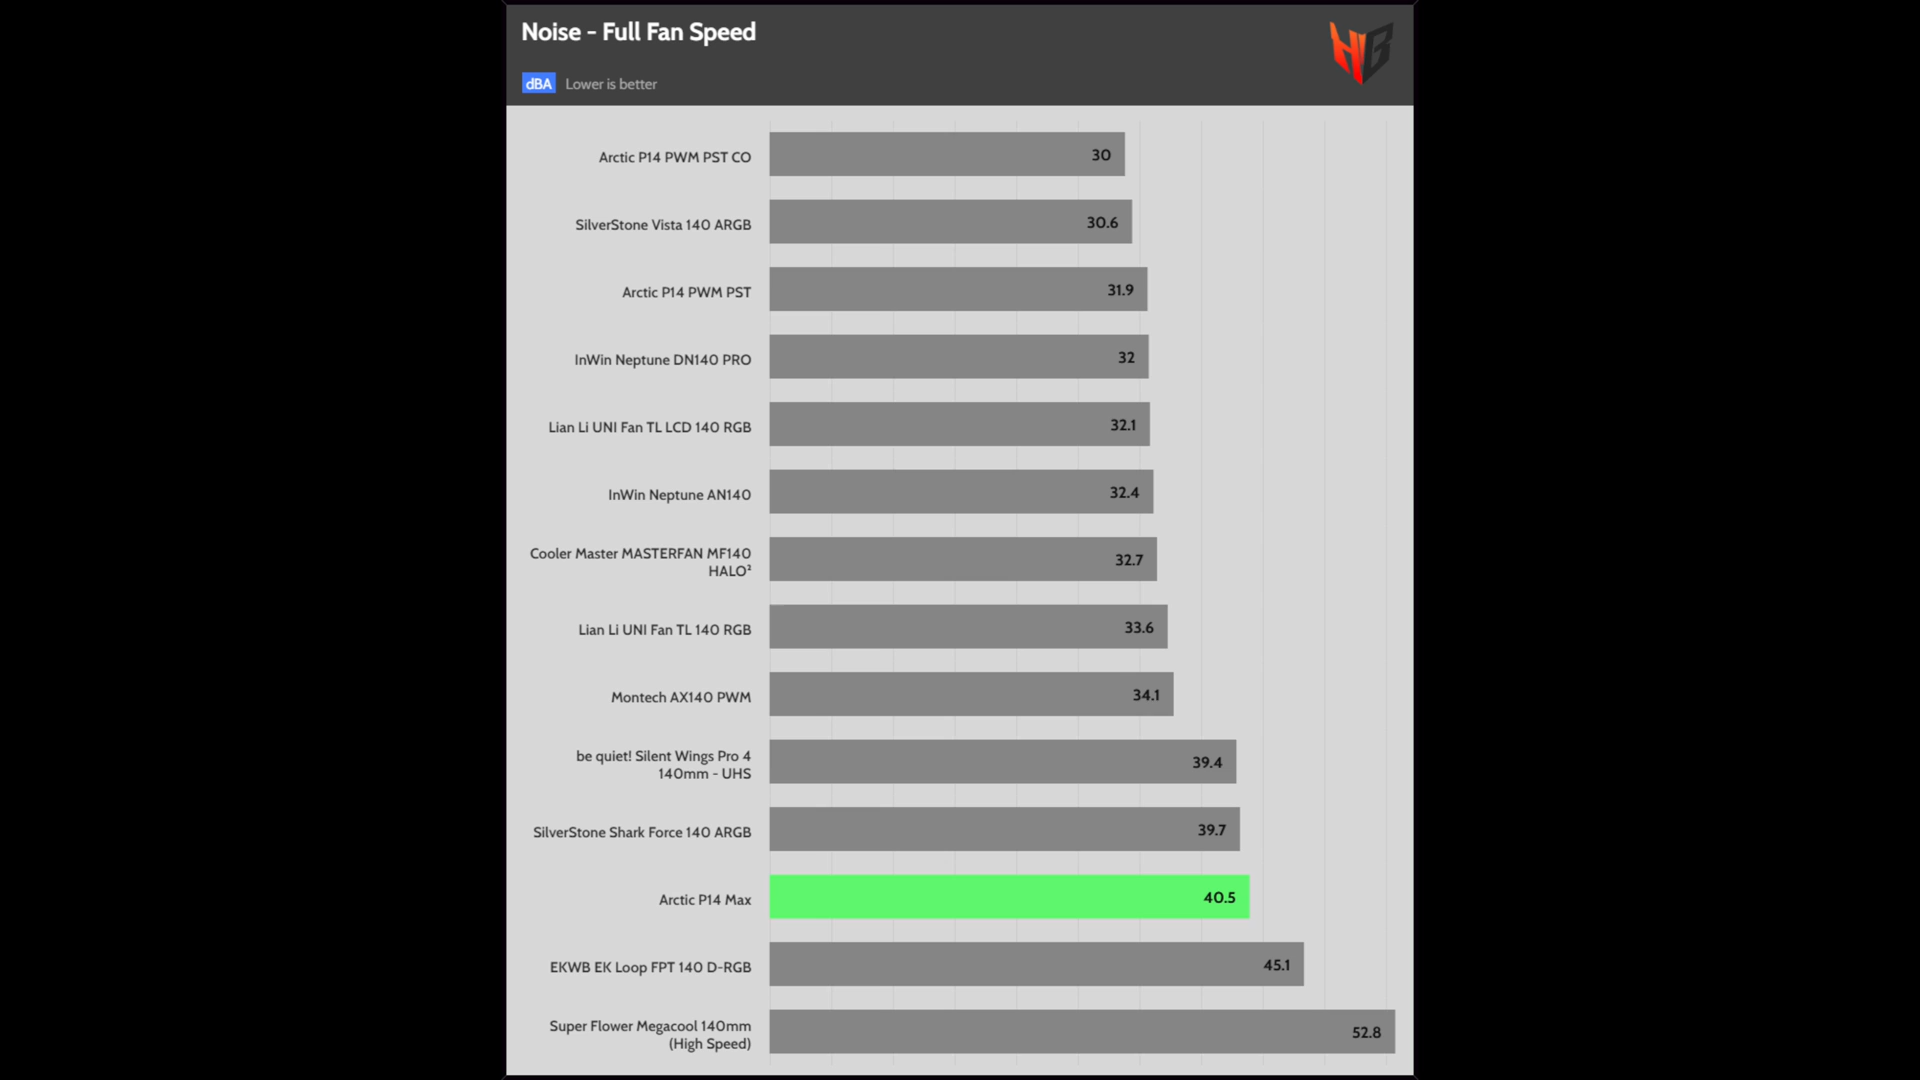 Noise - Full Fan Speed
HB
dBA Lower is better
Arctic P14 PWM PST CO 30
SilverStone Vista 140 ARGB 30.6
Arctic P14 PWM PST 31.9
InWin Neptune DN140 PRO 32
Lian Li UNI Fan TL LCD 140 RGB 32.1
InWin Neptune AN140 32.4
Cooler Master MASTERFAN MF140
HALO² 32.7
Lian Li UNI Fan TL 140 RGB 33.6
Montech AX140 PWM 34.1
be quiet! Silent Wings Pro 4
140mm - UHS 39.4
SilverStone Shark Force 140 ARGB 39.7
Arctic P14 Max 40.5
EKWB EK Loop FPT 140 D-RGB 45.1
Super Flower Megacool 140mm
(High Speed) 52.8